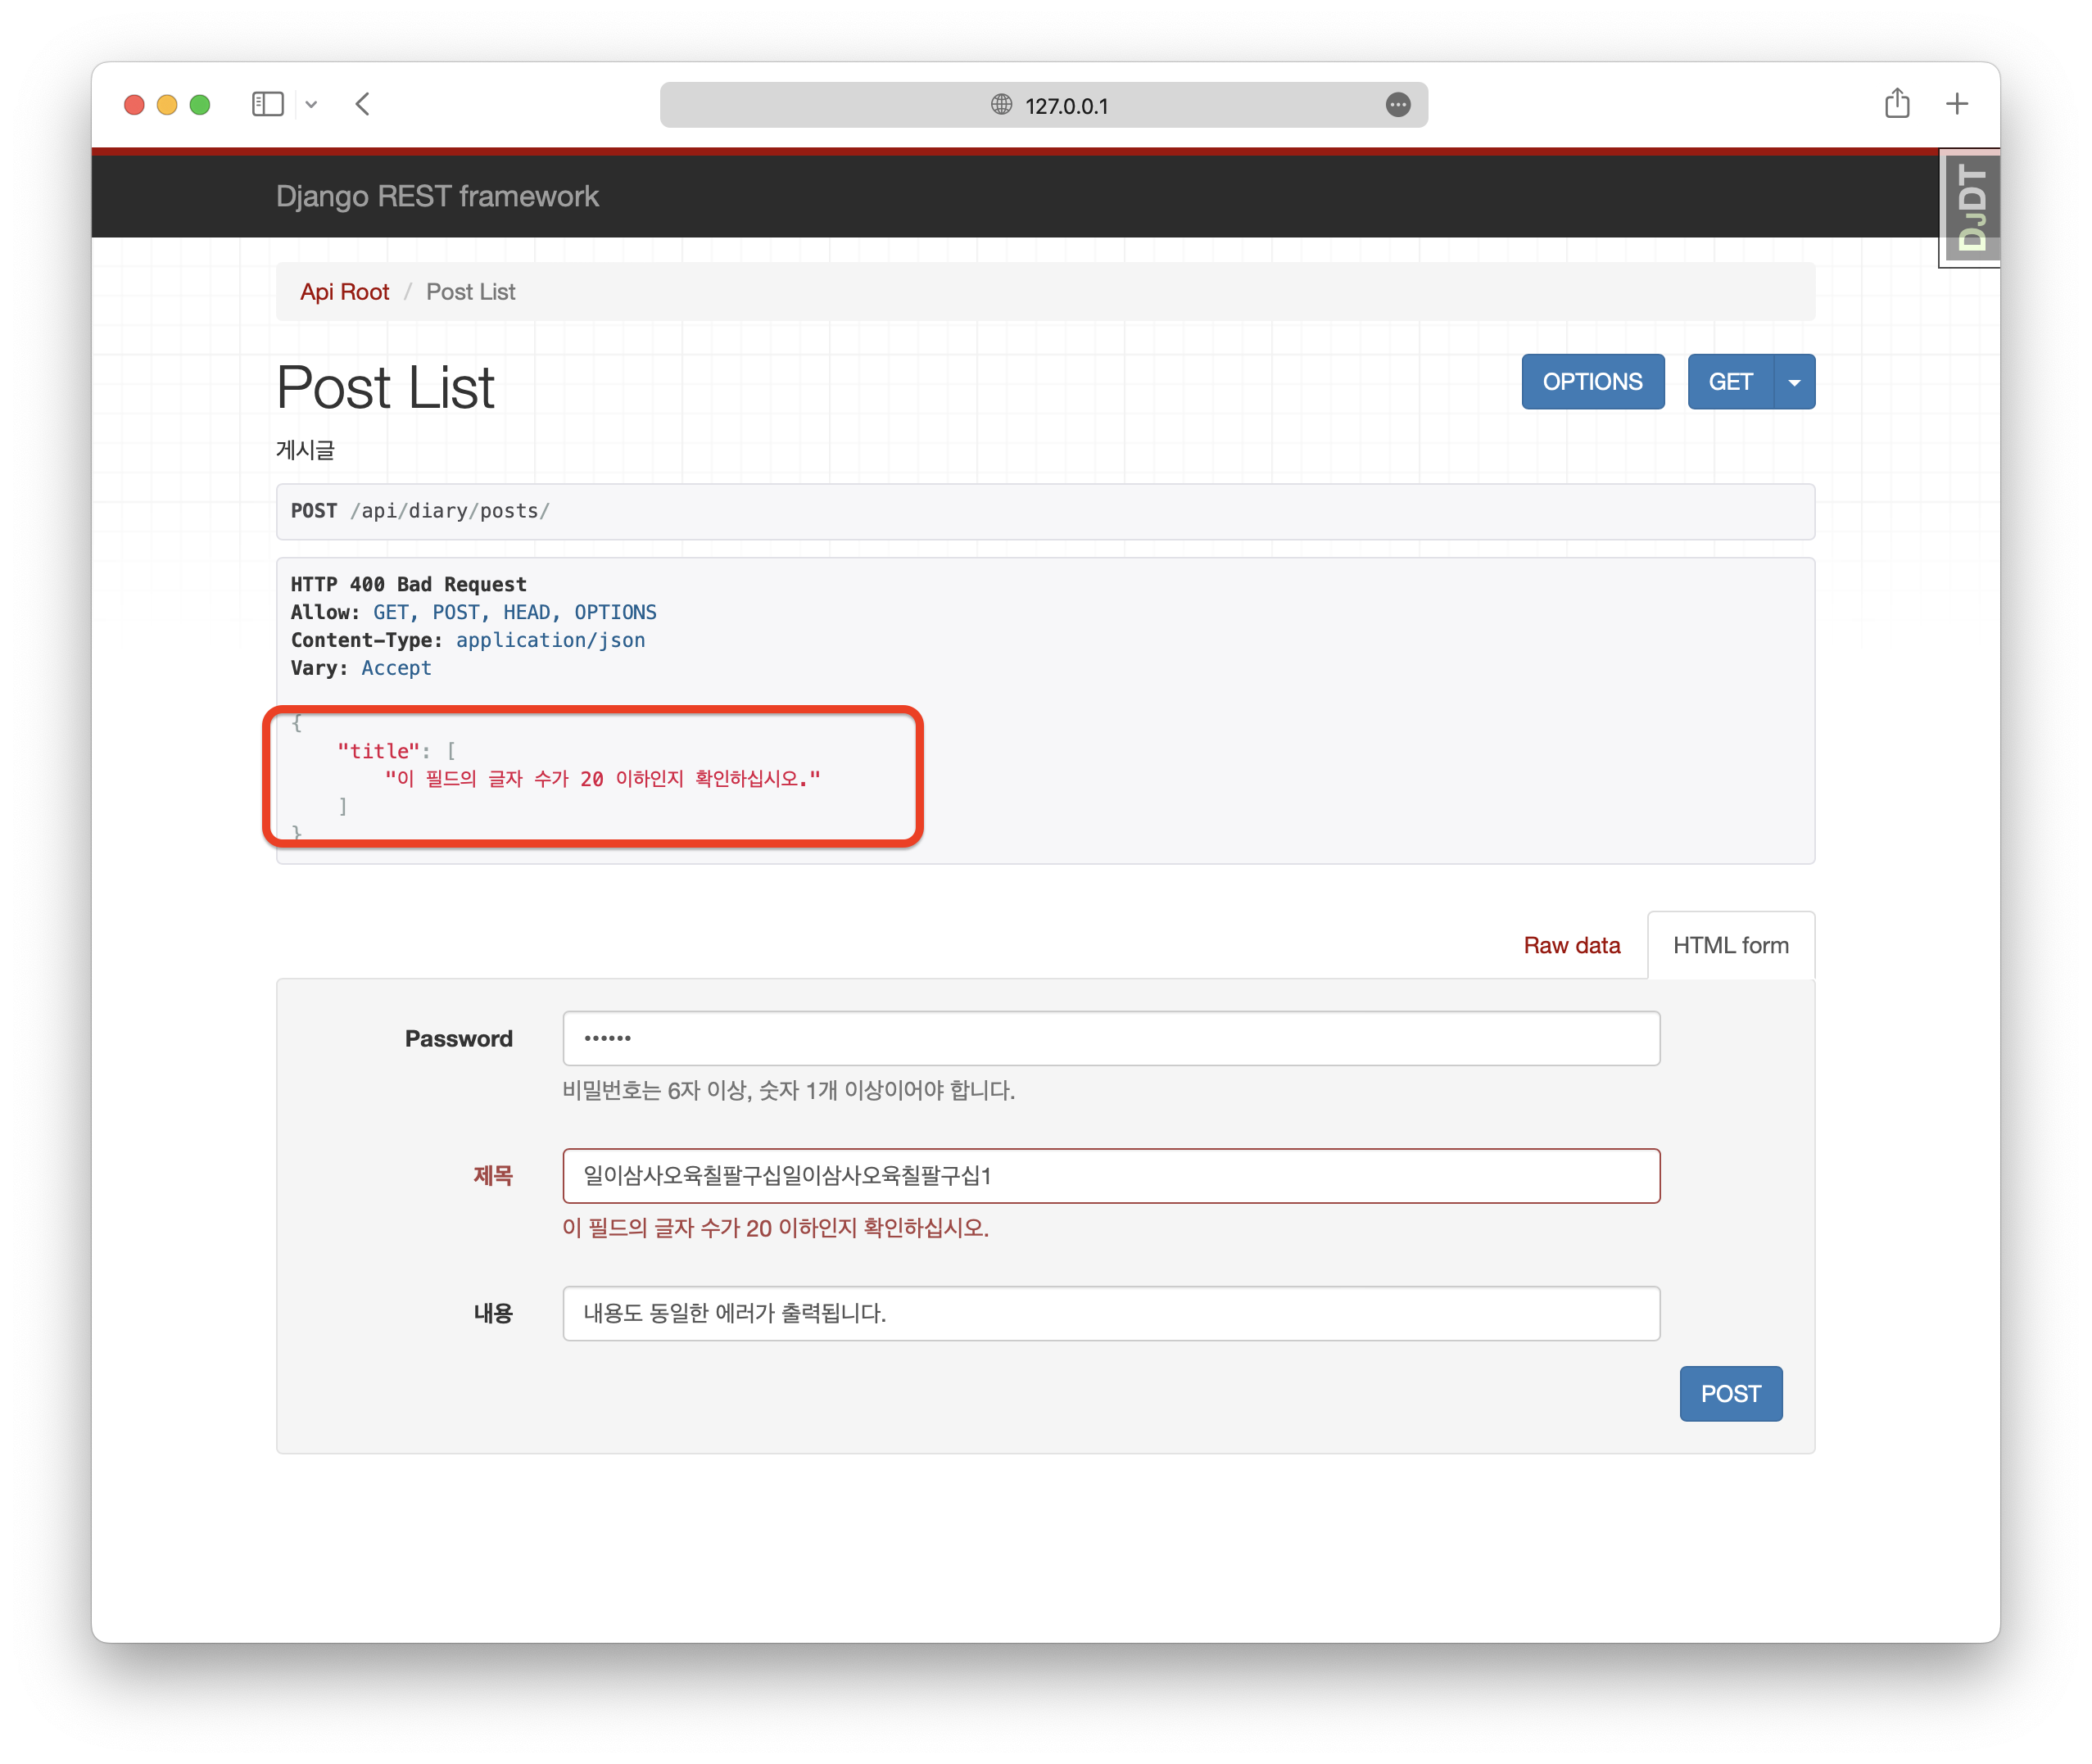 127.0.0.1
Django REST framework
DJDT
Api Root / Post List
Post List
OPTIONS
GET
게시글
POST /api/diary/posts/
HTTP 400 Bad Request
Allow: GET, POST, HEAD, OPTIONS
Content-Type: application/json
Vary: Accept
{
"title": [
"이 필드의 글자 수가 20 이하인지 확인하십시오."
]
}
Raw data
HTML form
Password
••••••
비밀번호는 6자 이상, 숫자 1개 이상이어야 합니다.
제목
일이삼사오육칠팔구십일이삼사오육칠팔구십1
이 필드의 글자 수가 20 이하인지 확인하십시오.
내용
내용도 동일한 에러가 출력됩니다.
POST